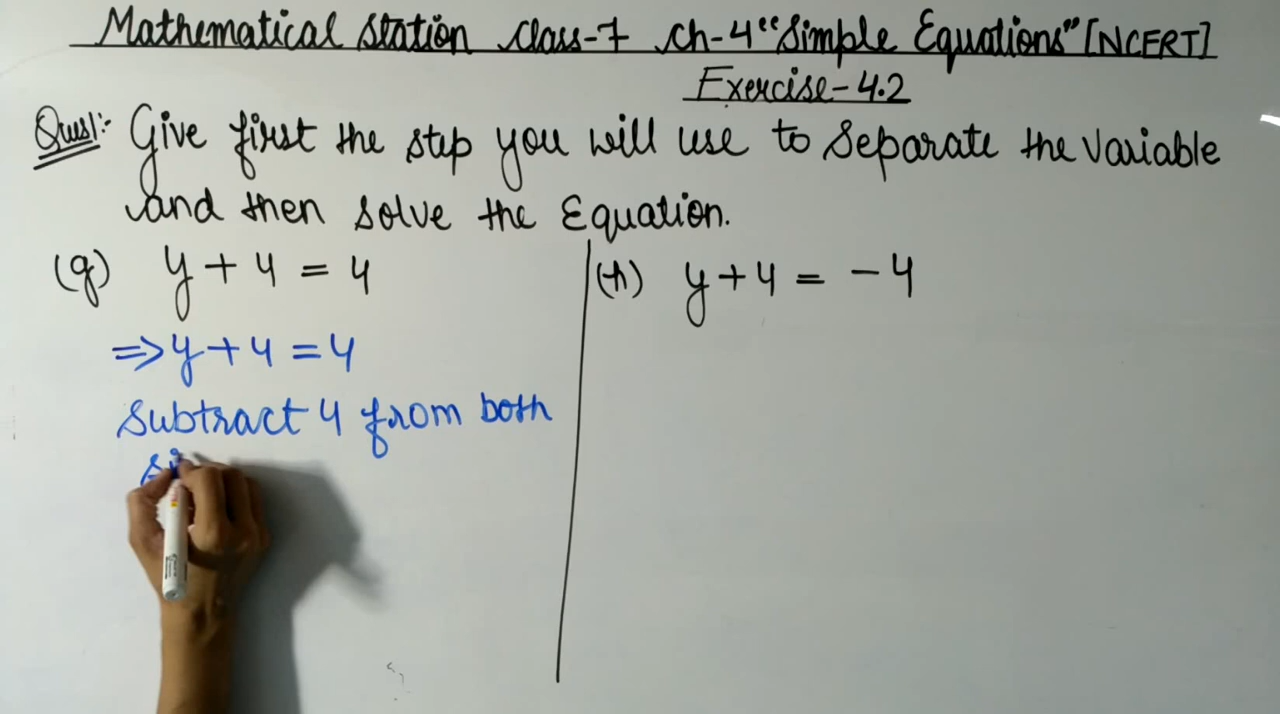 Mathematical Station Class-7 Ch-4 "Simple Equations" [NCERT]
Exercise-4.2
Qus1:- Give first the step you will use to separate the variable
and then solve the Equation.
(g) y + 4 = 4
(h) y + 4 = -4
⇒ y + 4 = 4
Subtract 4 from both
si